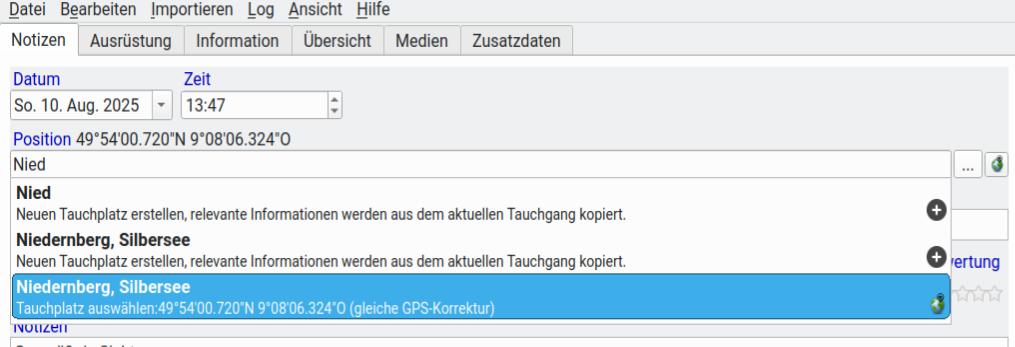 Datei Bearbeiten Importieren Log Ansicht Hilfe
Notizen Ausrüstung Information Übersicht Medien Zusatzdaten
Datum Zeit
So. 10. Aug. 2025 13:47
Position 49°54'00.720"N 9°08'06.324"O
Nied ...
Nied
Neuen Tauchplatz erstellen, relevante Informationen werden aus dem aktuellen Tauchgang kopiert.
Niedernberg, Silbersee
Neuen Tauchplatz erstellen, relevante Informationen werden aus dem aktuellen Tauchgang kopiert.
ertung
Niedernberg, Silbersee
Tauchplatz auswählen:49°54'00.720"N 9°08'06.324"O (gleiche GPS-Korrektur)
Notizen